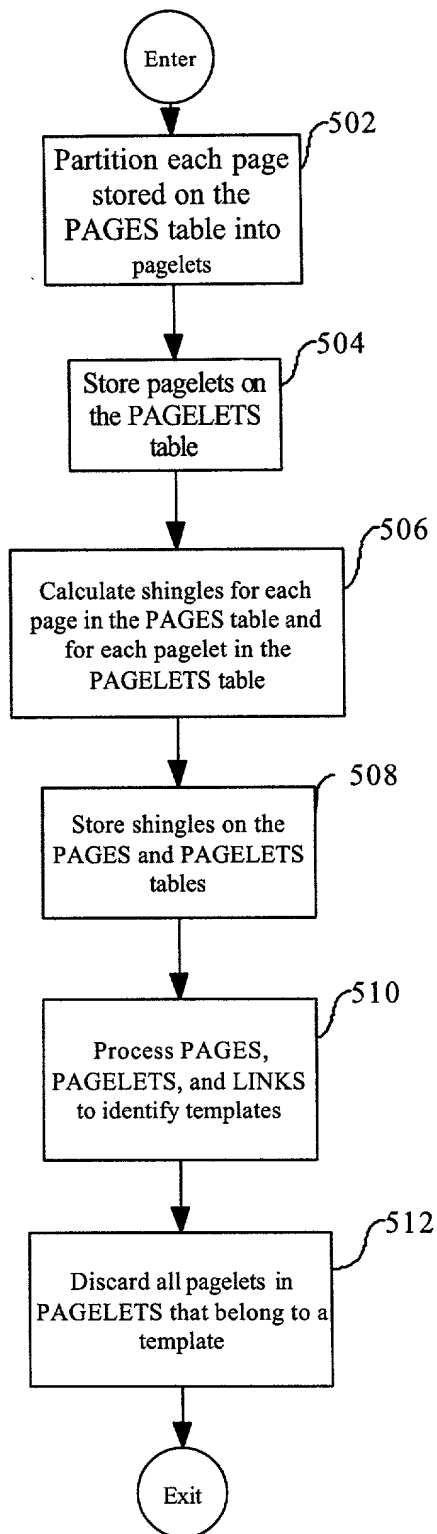 Enter
502
Partition each page
stored on the
PAGES table into
pagelets
504
Store pagelets on
the PAGELETS
table
506
Calculate shingles for each
page in the PAGES table and
for each pagelet in the
PAGELETS table
508
Store shingles on the
PAGES and PAGELETS
tables
510
Process PAGES,
PAGELETS, and LINKS
to identify templates
512
Discard all pagelets in
PAGELETS that belong to a
template
Exit